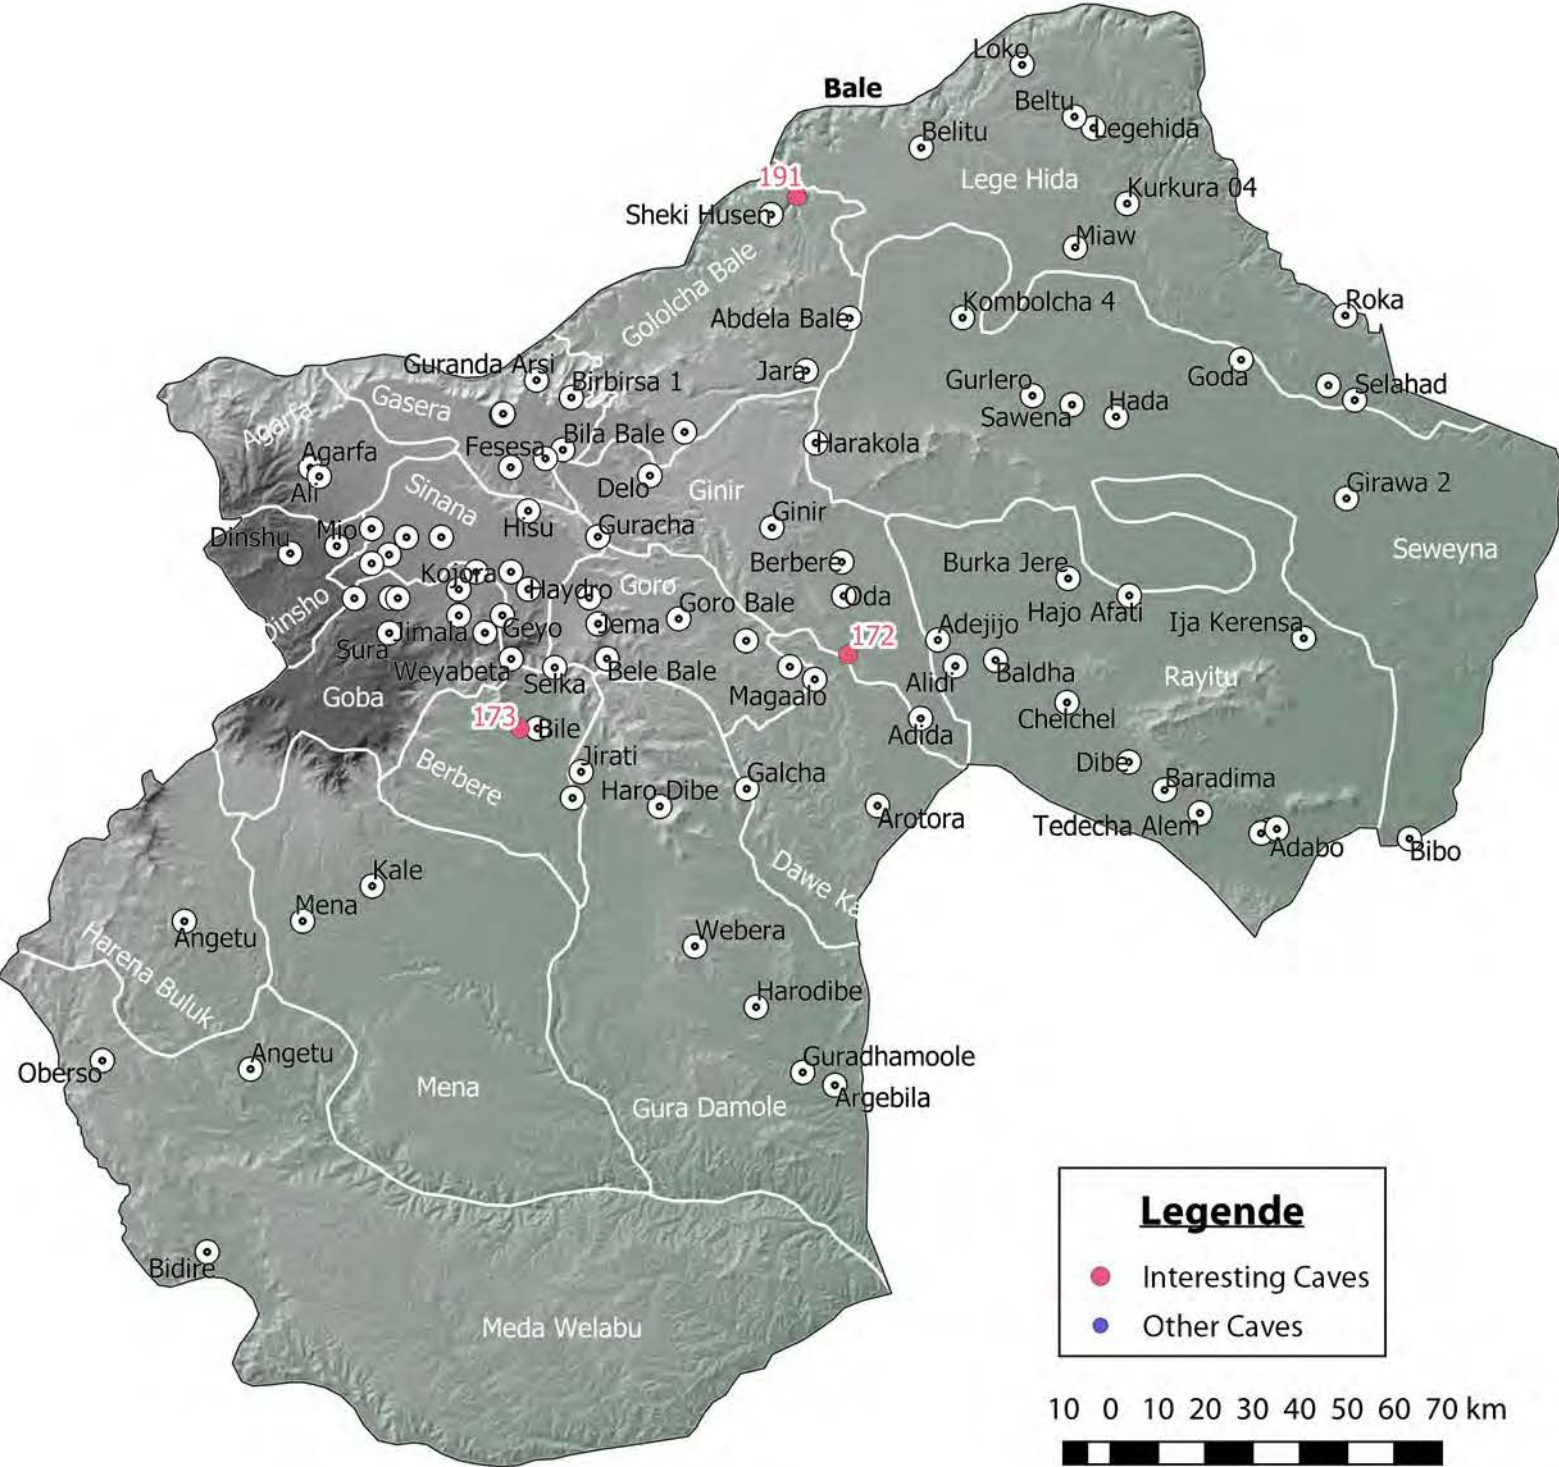 Loko
Bale
Beltu
Legehida
Belitu
Lege Hida
191
Kurkura 04
Sheki Husen
Miaw
Gololcha Bale
Kombolcha 4
Roka
Abdela Bale
Guranda Arsi
Birbirsa 1
Jara
Goda
Gurlero
Selahad
Gasera
Sawena
Hada
Agarfa
Fesesa
Bila Bale
Harakola
Agarfa
Ali
Sinana
Delo
Ginir
Girawa 2
Ginir
Dinshu
Mio
Hisu
Guracha
Seweyna
Berbere
Burka Jere
Kojora
Haydro
Goro
Oda
Goro Bale
Hajo Afati
Dinsho
Jimala
Geyo
Jema
172
Adejijo
Ija Kerensa
Sura
Weyabeta
Selka
Bele Bale
Magaalo
Alidi
Baldha
Rayitu
Goba
173
Bile
Adida
Chelchel
Berbere
Jirati
Haro Dibe
Galcha
Dibe
Baradima
Arotora
Tedecha Alem
Adabo
Bibo
Kale
Dawe Ka
Mena
Angetu
Webera
Harena Buluk
Harodibe
Angetu
Guradhamoole
Oberso
Mena
Gura Damole
Argebila
Bidire
Meda Welabu
Legende
Interesting Caves
Other Caves
10 0 10 20 30 40 50 60 70 km